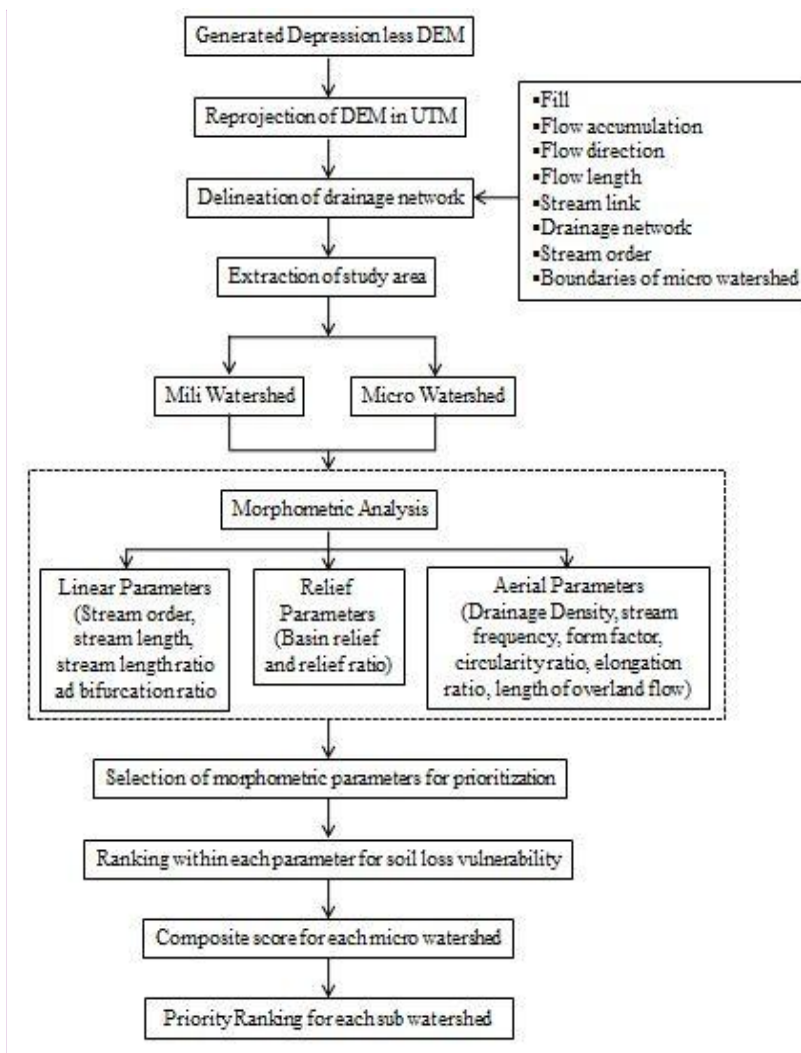 Generated Depression less DEM
Reprojection of DEM in UTM
▪Fill
▪Flow accumulation
▪Flow direction
▪Flow length
▪Stream link
▪Drainage network
▪Stream order
▪Boundaries of micro watershed
Delineation of drainage network
Extraction of study area
Mili Watershed
Micro Watershed
Morphometric Analysis
Linear Parameters
(Stream order,
stream length,
stream length ratio
ad bifurcation ratio
Relief
Parameters
(Basin relief
and relief ratio)
Aerial Parameters
(Drainage Density, stream
frequency, form factor,
circularity ratio, elongation
ratio, length of overland flow)
Selection of morphometric parameters for prioritization
Ranking within each parameter for soil loss vulnerability
Composite score for each micro watershed
Priority Ranking for each sub watershed